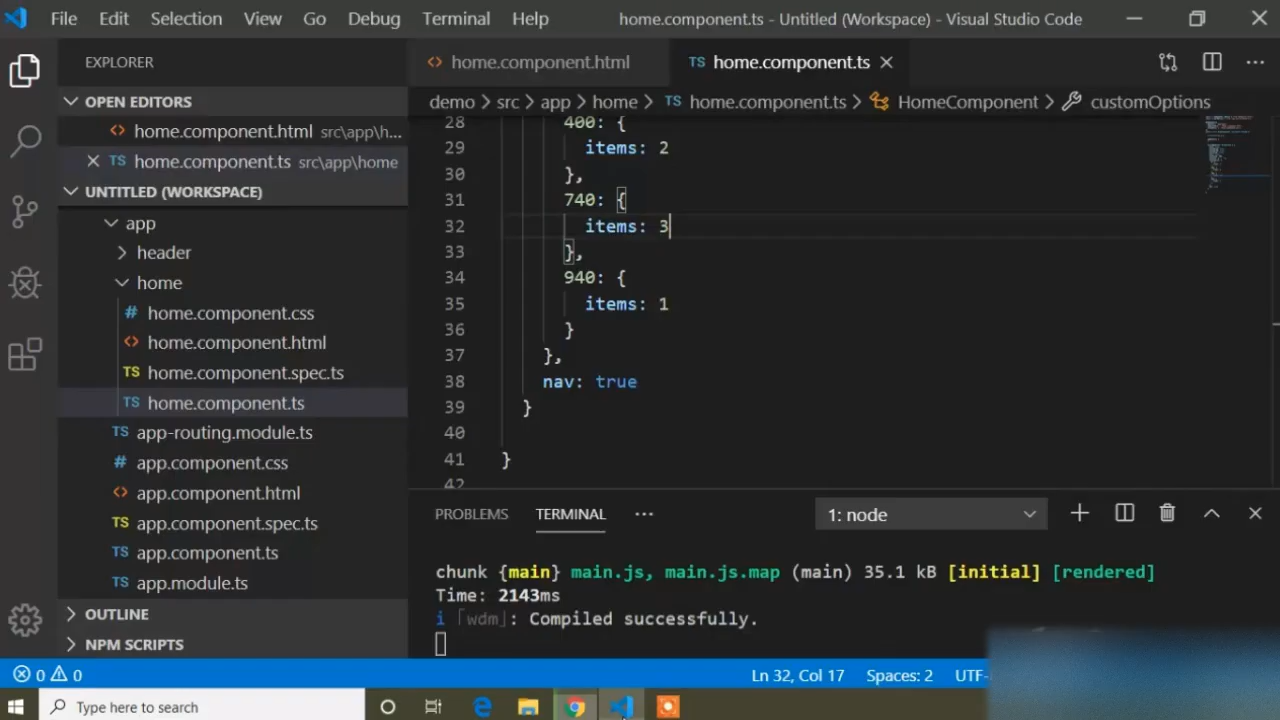 File Edit Selection View Go Debug Terminal Help home.component.ts - Untitled (Workspace) - Visual Studio Code
EXPLORER
home.component.html
TS home.component.ts
OPEN EDITORS
home.component.html src\app\h...
TS home.component.ts src\app\home
UNTITLED (WORKSPACE)
app
header
home
# home.component.css
<> home.component.html
TS home.component.spec.ts
TS home.component.ts
TS app-routing.module.ts
# app.component.css
<> app.component.html
TS app.component.spec.ts
TS app.component.ts
TS app.module.ts
OUTLINE
NPM SCRIPTS
demo > src > app > home > TS home.component.ts > HomeComponent > customOptions
28 400: {
29 items: 2
30 },
31 740: {
32 items: 3
33 },
34 940: {
35 items: 1
36 }
37 },
38 nav: true
39 }
40
41 }
42
PROBLEMS TERMINAL ... 1: node
chunk {main} main.js, main.js.map (main) 35.1 kB [initial] [rendered]
Time: 2143ms
i ｢wdm｣: Compiled successfully.
0 0 Ln 32, Col 17 Spaces: 2 UTF-
Type here to search